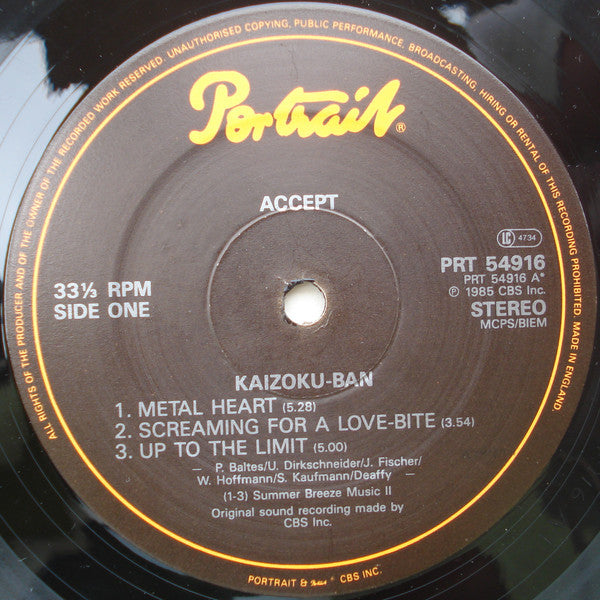 ALL RIGHTS OF THE PRODUCER AND OF THE OWNER OF THE RECORDED WORK RESERVED. UNAUTHORISED COPYING, PUBLIC PERFORMANCE, BROADCASTING, HIRING OR RENTAL OF THIS RECORDING PROHIBITED. MADE IN ENGLAND.
Portrait®
ACCEPT
LC 4734
33⅓ RPM
SIDE ONE
PRT 54916
PRT 54916 A*
℗ 1985 CBS Inc.
STEREO
MCPS/BIEM
KAIZOKU-BAN
1. METAL HEART (5.28)
2. SCREAMING FOR A LOVE-BITE (3.54)
3. UP TO THE LIMIT (5.00)
— P. Baltes/U. Dirkschneider/J. Fischer/
W. Hoffmann/S. Kaufmann/Deaffy —
(1-3) Summer Breeze Music II
Original sound recording made by
CBS Inc.
PORTRAIT & Portrait ® CBS INC.